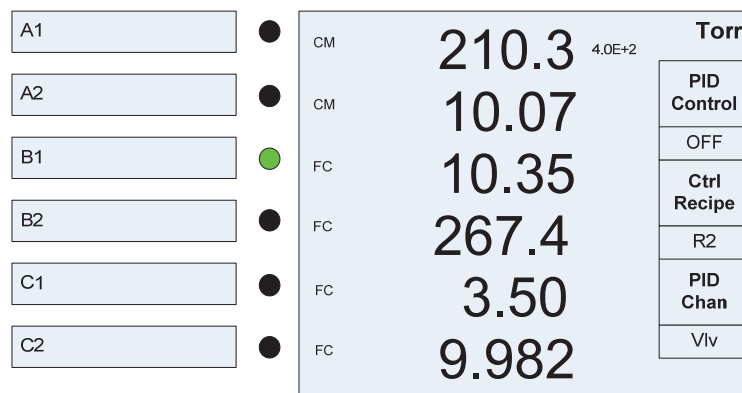 A1
CM 210.3 4.0E+2
Torr
A2
CM 10.07
PID
Control
OFF
B1
FC 10.35
Ctrl
Recipe
R2
B2
FC 267.4
C1
FC 3.50
PID
Chan
Vlv
C2
FC 9.982